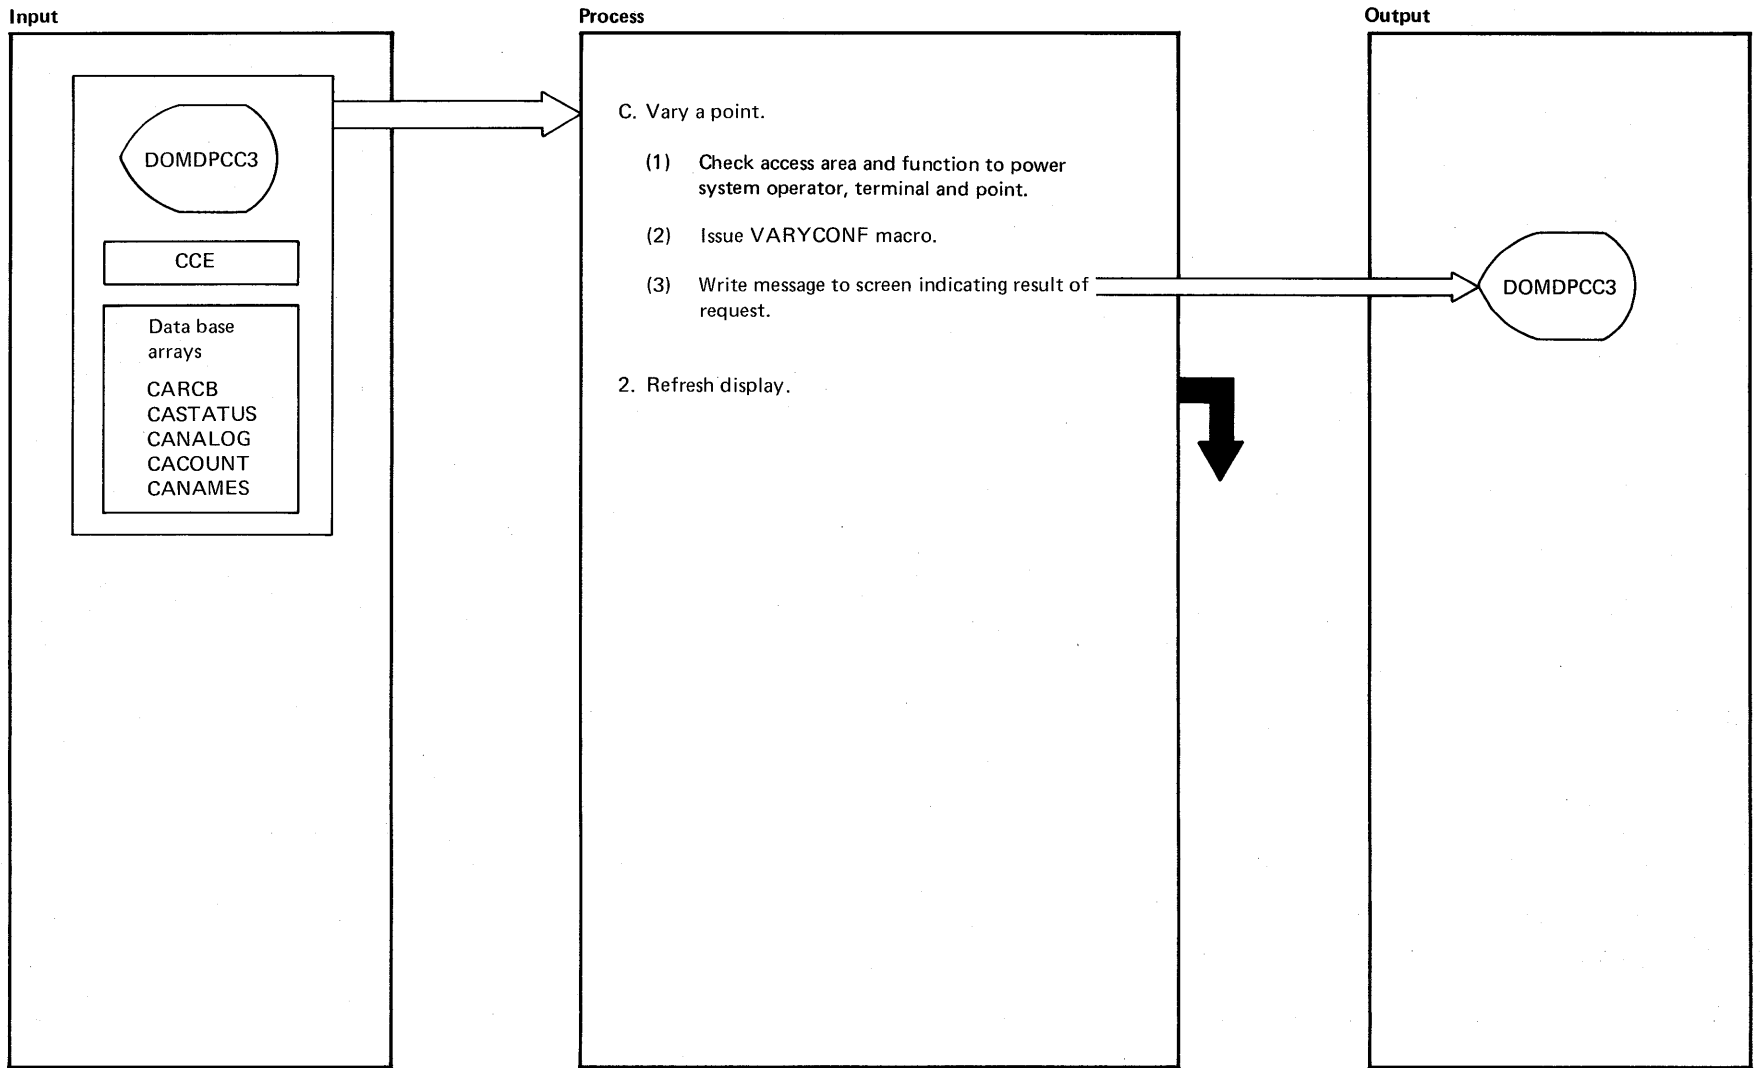 Input
Process
Output
DOMDPCC3
CCE
Data base
arrays
CARCB
CASTATUS
CANALOG
CACOUNT
CANAMES
C. Vary a point.
(1) Check access area and function to power
system operator, terminal and point.
(2) Issue VARYCONF macro.
(3) Write message to screen indicating result of
request.
2. Refresh display.
DOMDPCC3